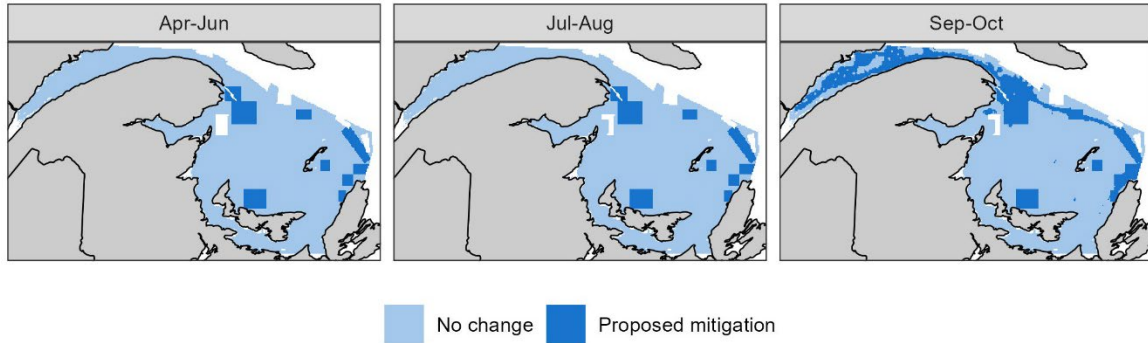 Apr-Jun
Jul-Aug
Sep-Oct
No change
Proposed mitigation